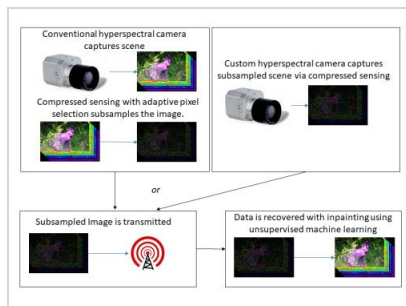 Conventional hyperspectral camera
captures scene
Compressed sensing with adaptive pixel
selection subsamples the image.
Custom hyperspectral camera captures
subsampled scene via compressed sensing
or
Subsampled Image is transmitted
Data is recovered with inpainting using
unsupervised machine learning